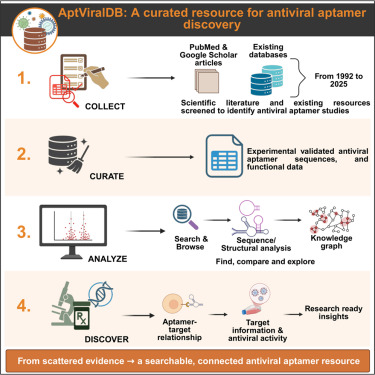 AptViralDB: A curated resource for antiviral aptamer
discovery
1.
COLLECT
PubMed &
Google Scholar
articles
Existing
databases
From 1992 to
2025
Scientific literature and existing resources
screened to identify antiviral aptamer studies
2.
CURATE
Experimental validated antiviral
aptamer sequences, and
functional data
3.
ANALYZE
Search &
Browse
Sequence/
Structural analysis
Knowledge
graph
Find, compare and explore
4.
Rx
DISCOVER
Aptamer-
target
relationship
Target
information &
antiviral activity
Research ready
insights
From scattered evidence → a searchable, connected antiviral aptamer resource